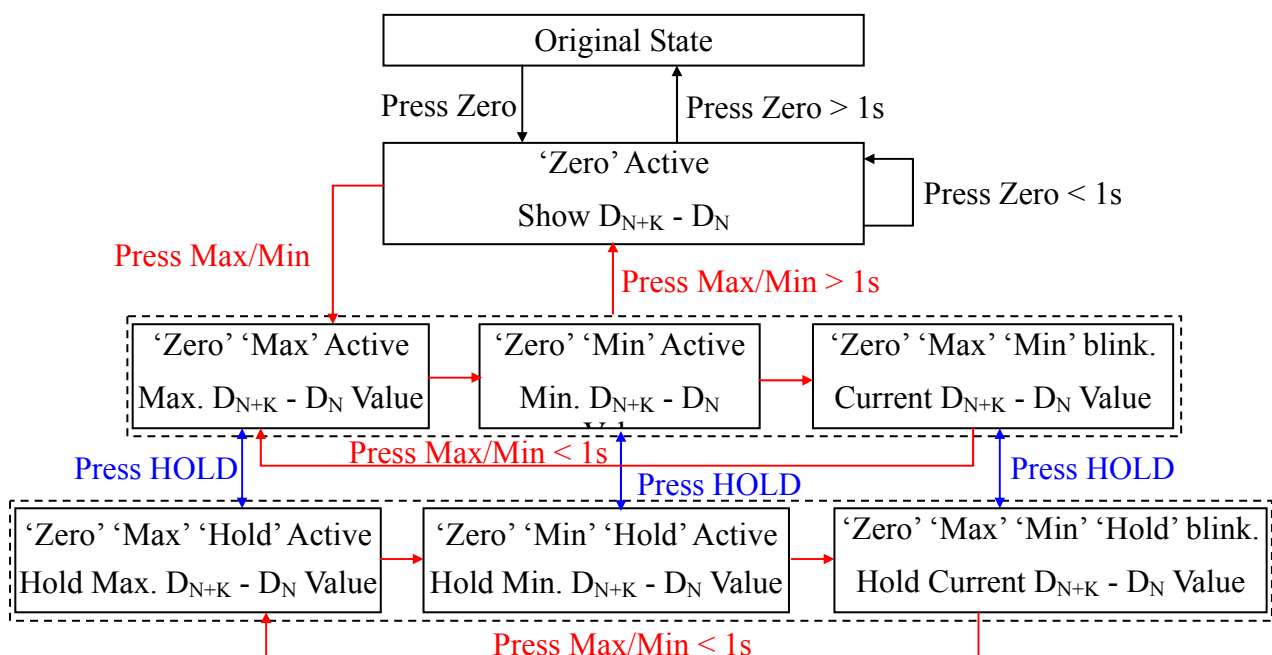 Original State
Press Zero
Press Zero > 1s
‘Zero’ Active
Show D_{N+K} - D_N
Press Zero < 1s
Press Max/Min
Press Max/Min > 1s
‘Zero’ ‘Max’ Active
Max. D_{N+K} - D_N Value
‘Zero’ ‘Min’ Active
Min. D_{N+K} - D_N
‘Zero’ ‘Max’ ‘Min’ blink.
Current D_{N+K} - D_N Value
Press Max/Min < 1s
Press HOLD
Press HOLD
Press HOLD
‘Zero’ ‘Max’ ‘Hold’ Active
Hold Max. D_{N+K} - D_N Value
‘Zero’ ‘Min’ ‘Hold’ Active
Hold Min. D_{N+K} - D_N Value
‘Zero’ ‘Max’ ‘Min’ ‘Hold’ blink.
Hold Current D_{N+K} - D_N Value
Press Max/Min < 1s